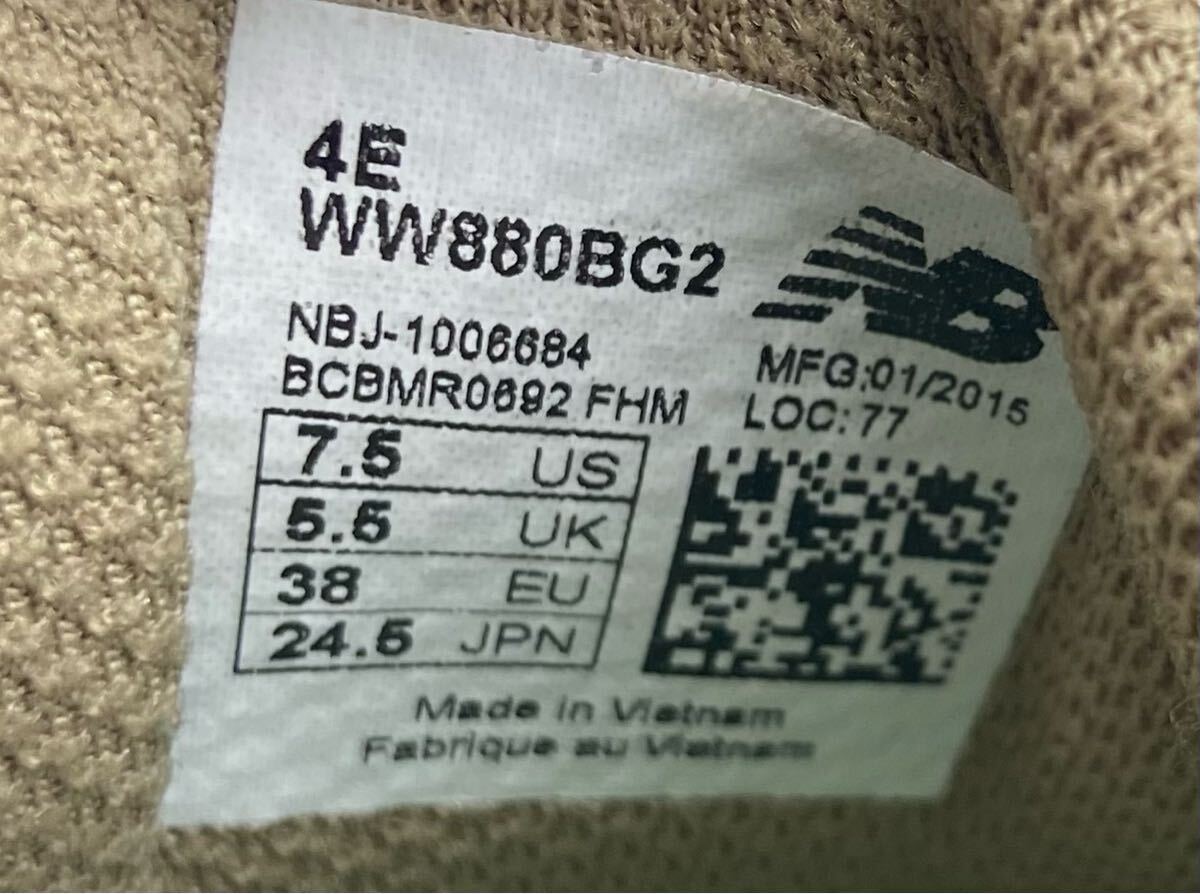 4E
WW880BG2
NB
NBJ-1006684
BCBMR0692 FHM
MFG:01/2015
LOC:77
7.5 US
5.5 UK
38 EU
24.5 JPN
Made in Vietnam
Fabrique au Vietnam